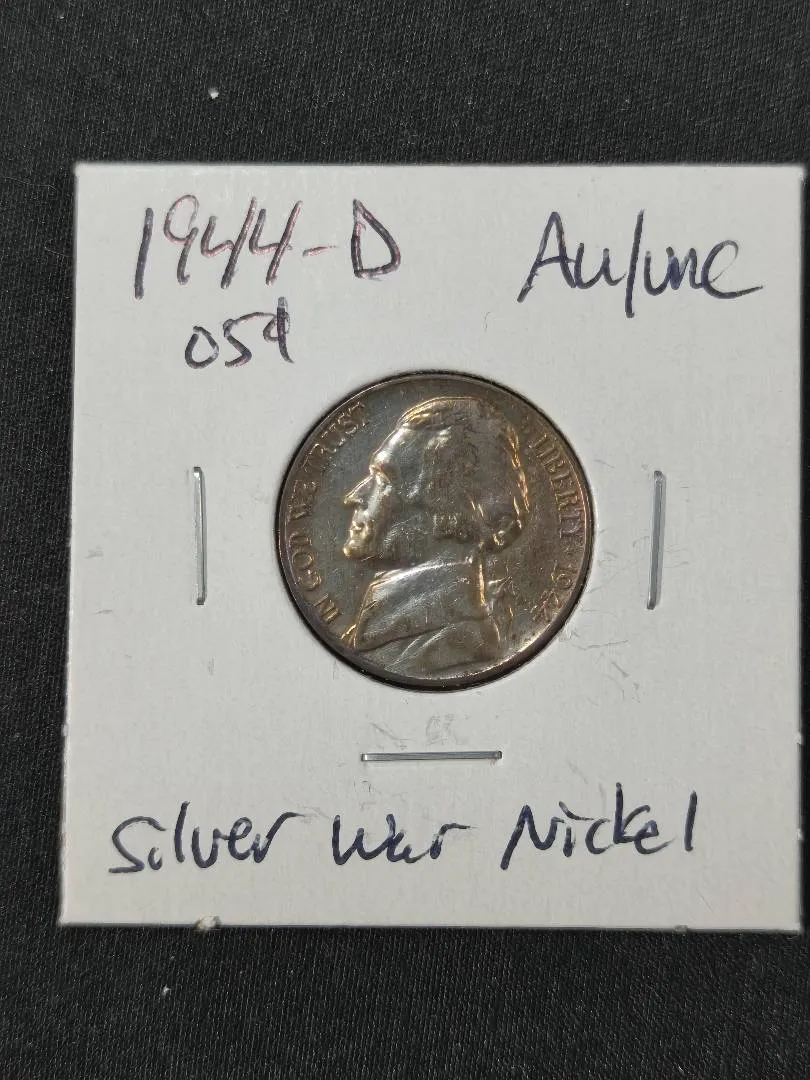 1944-D
Au/unc
05¢
IN GOD WE TRUST
LIBERTY * 1944
Silver War Nickel